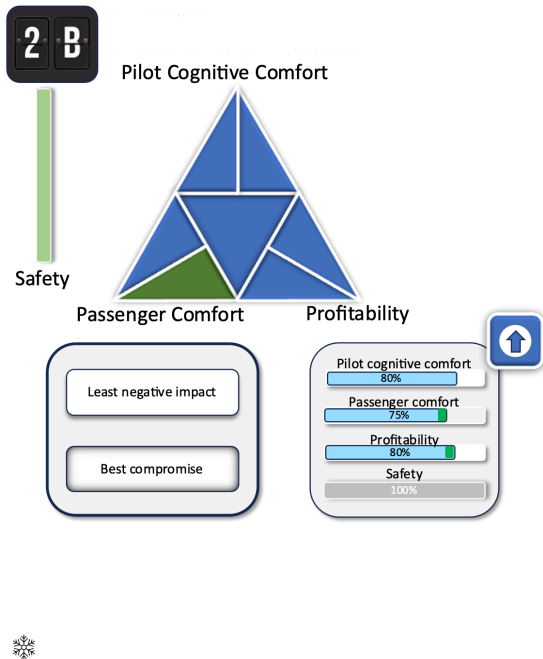 2 B
Pilot Cognitive Comfort
Safety
Passenger Comfort
Profitability
Least negative impact
Best compromise
Pilot cognitive comfort
80%
Passenger comfort
75%
Profitability
80%
Safety
100%